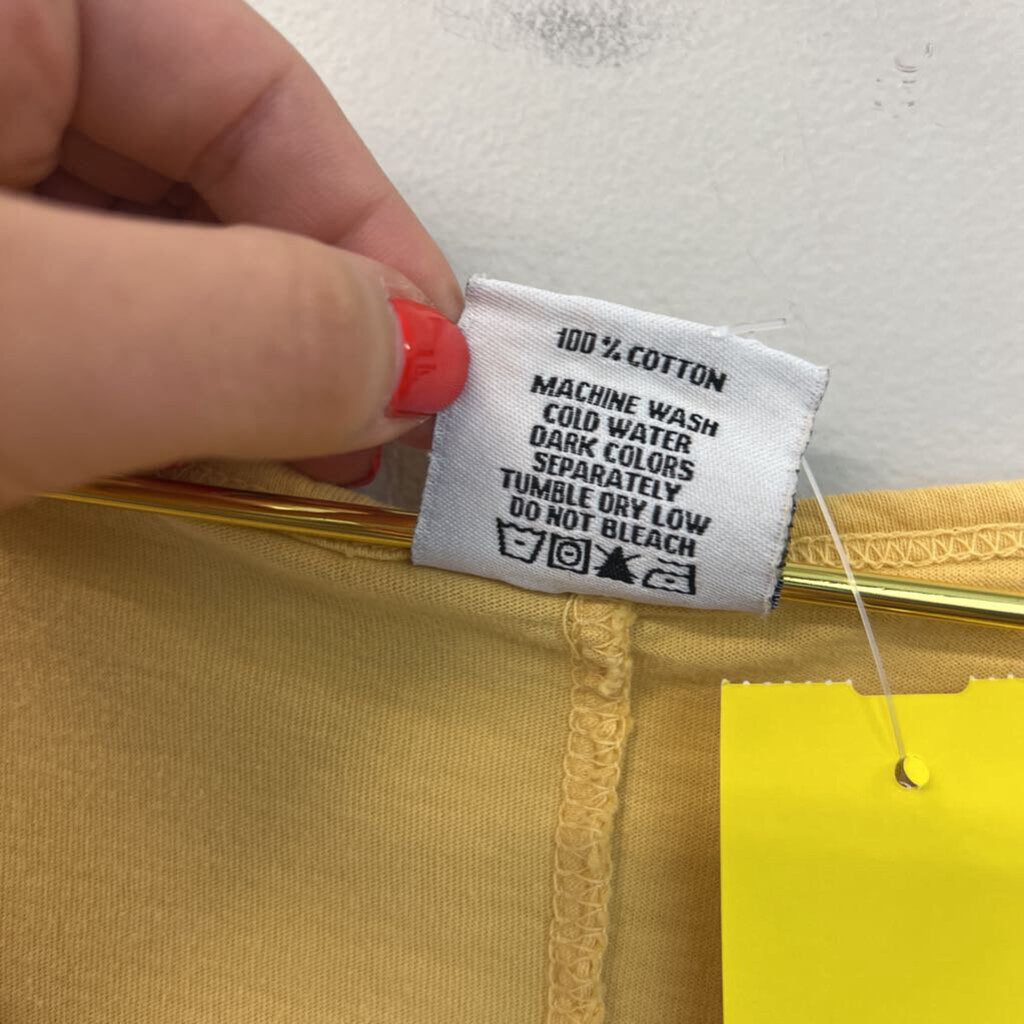 100 % COTTON
MACHINE WASH
COLD WATER
DARK COLORS
SEPARATELY
TUMBLE DRY LOW
DO NOT BLEACH